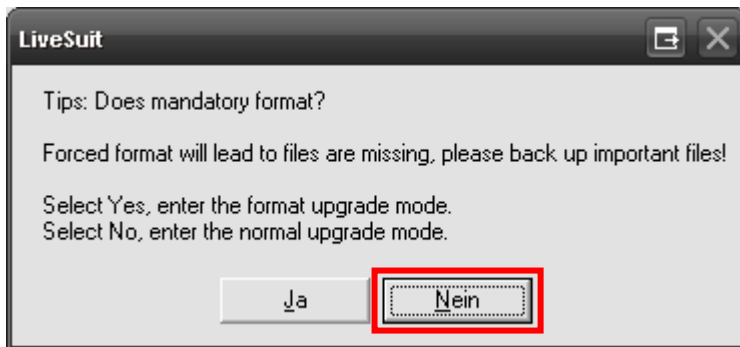 LiveSuit
Tips: Does mandatory format?
Forced format will lead to files are missing, please back up important files!
Select Yes, enter the format upgrade mode.
Select No, enter the normal upgrade mode.
Ja
Nein